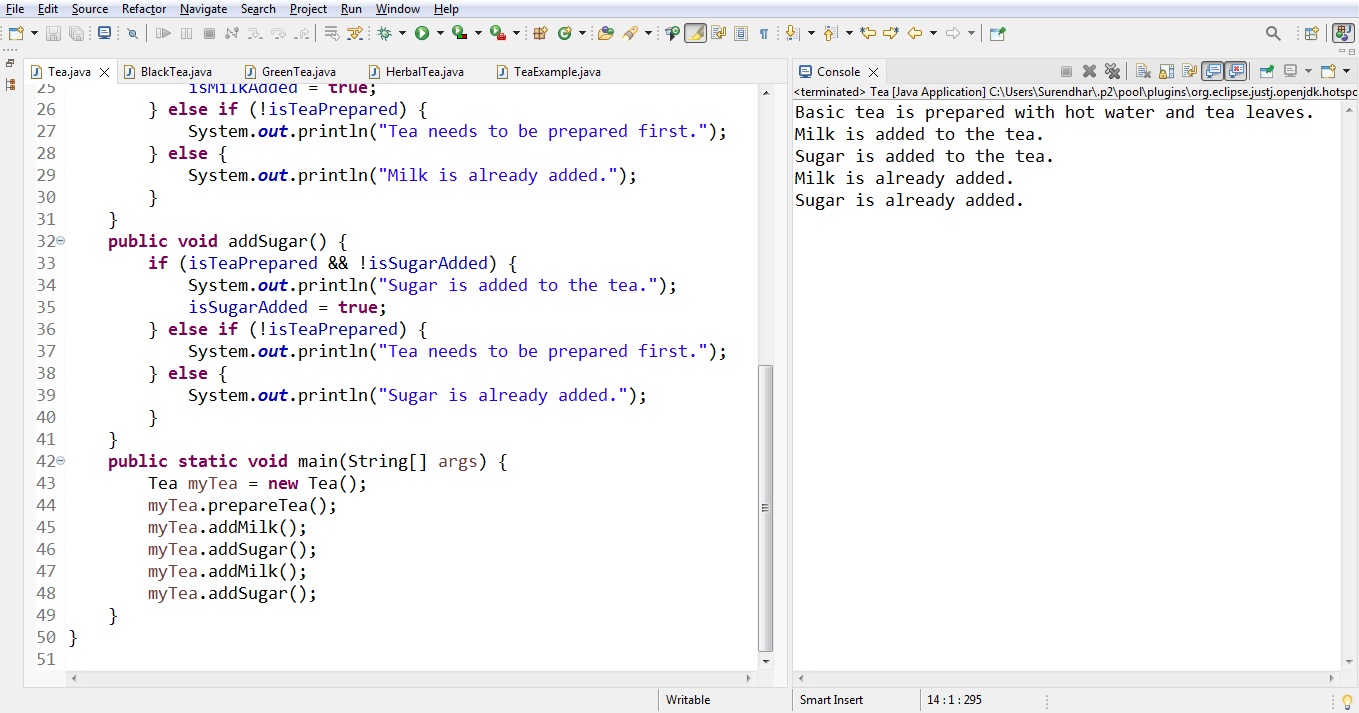 File Edit Source Refactor Navigate Search Project Run Window Help
Tea.java BlackTea.java GreenTea.java HerbalTea.java TeaExample.java
25 isMilkAdded = true;
26 } else if (!isTeaPrepared) {
27 System.out.println("Tea needs to be prepared first.");
28 } else {
29 System.out.println("Milk is already added.");
30 }
31 }
32 public void addSugar() {
33 if (isTeaPrepared && !isSugarAdded) {
34 System.out.println("Sugar is added to the tea.");
35 isSugarAdded = true;
36 } else if (!isTeaPrepared) {
37 System.out.println("Tea needs to be prepared first.");
38 } else {
39 System.out.println("Sugar is already added.");
40 }
41 }
42 public static void main(String[] args) {
43 Tea myTea = new Tea();
44 myTea.prepareTea();
45 myTea.addMilk();
46 myTea.addSugar();
47 myTea.addMilk();
48 myTea.addSugar();
49 }
50 }
51
Console
<terminated> Tea [Java Application] C:\Users\Surendhar\.p2\pool\plugins\org.eclipse.justj.openjdk.hotspo
Basic tea is prepared with hot water and tea leaves.
Milk is added to the tea.
Sugar is added to the tea.
Milk is already added.
Sugar is already added.
Writable Smart Insert 14 : 1 : 295